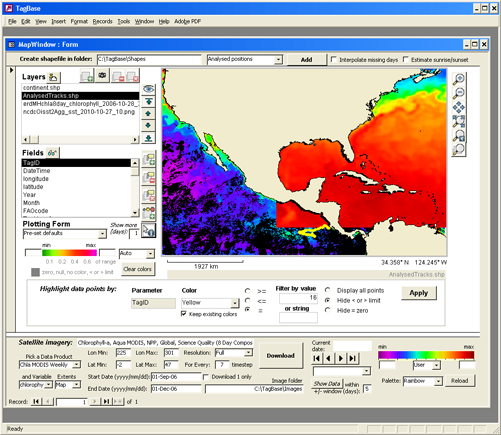 TagBase
File Edit View Insert Format Records Tools Window Help Adobe PDF
MapWindow : Form
Create shapefile in folder: C:\TagBase\Shapes Analysed positions Add Interpolate missing days Estimate sunrise/sunset
Layers
continent.shp
AnalysedTracks.shp
erdMHchla8day_chlorophyll_2006-10-28_
ncdcOisst2Agg_sst_2010-10-27_10.png
Fields
TagID
DateTime
longitude
latitude
Year
Month
FAOcode
Plotting Form Show more (days): 1
Pre-set defaults
min max
Auto
0.1 0.2 0.4 0.6 of range
zero, null, no color, < or > limit
Clear colors
1927 km
34.358° N 124.245° W
AnalysedTracks.shp
Highlight data points by:
Parameter Color Filter by value
TagID Yellow 16
Keep existing colors
>=
<=
=
or string
Display all points
Hide < or > limit
Hide = zero
Apply
Satellite imagery: Chlorophyll-a, Aqua MODIS, NPP, Global, Science Quality (8 Day Compos
Pick a Data Product
Chla MODIS Weekly
and Variable Extents
chlorophy Map
Lon Min: 225 Lon Max: 301 Resolution: Full
Lat Min: -2 Lat Max: 47 For Every: 7 timestep
Start Date (yyyy/mm/dd): 01-Sep-06 Download 1 only
End Date (yyyy/mm/dd): 01-Dec-06
Image folder
C:\TagBase\Images
Download
Current date:
Show Data within
+/- window (days): 5
min max
User
Palette: Rainbow Reload
Record: 1 of 1
Ready